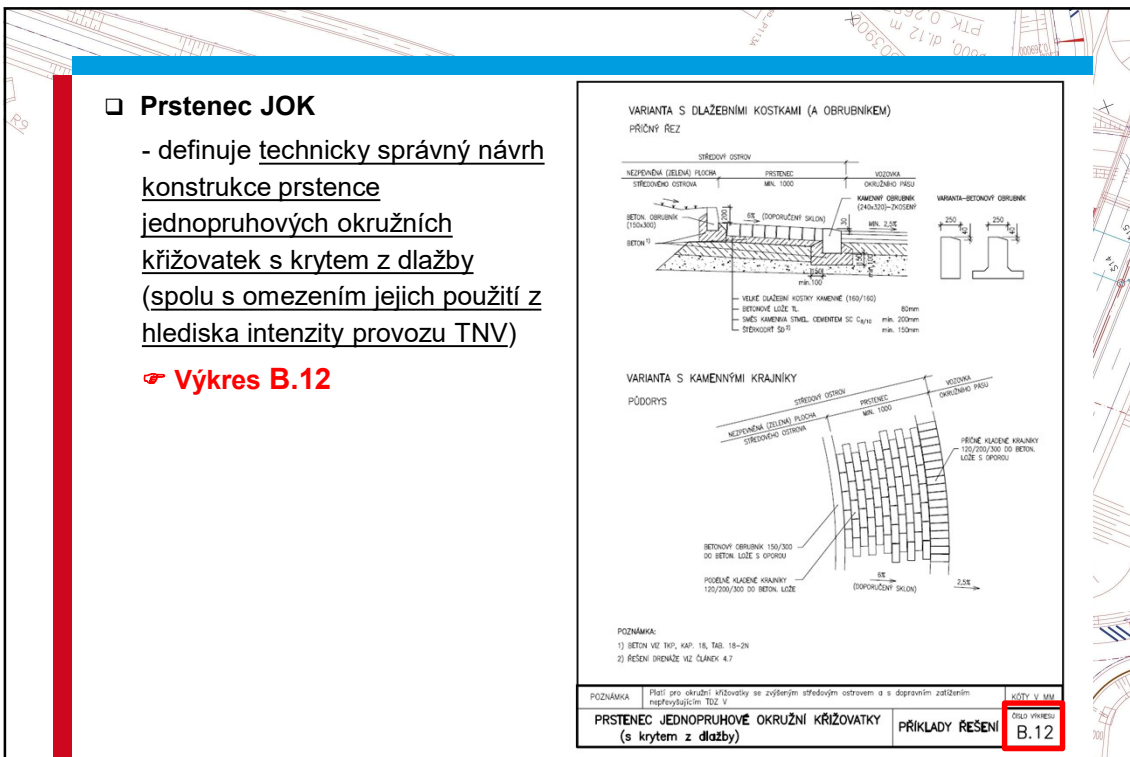 ❑ Prstenec JOK
- definuje technicky správný návrh
konstrukce prstence
jednopruhových okružních
křižovatek s krytem z dlažby
(spolu s omezením jejich použití z
hlediska intenzity provozu TNV)
☞ Výkres B.12
VARIANTA S DLAŽEBNÍMI KOSTKAMI (A OBRUBNÍKEM)
PŘÍČNÝ ŘEZ
STŘEDOVÝ OSTROV
NEZPEVNĚNÁ (ZELENÁ) PLOCHA
STŘEDOVÉHO OSTROVA
PRSTENEC
MIN. 1000
VOZOVKA
OKRUŽNÍHO PÁSU
KAMENNÝ OBRUBNÍK
(240x320)-ZKOSENÝ
VARIANTA-BETONOVÝ OBRUBNÍK
BETON. OBRUBNÍK
(150x300)
200
6% (DOPORUČENÝ SKLON)
30
MIN. 2,5%
250
40
250
40
BETON 1)
150
min.100
VELKÉ DLAŽEBNÍ KOSTKY KAMENNÉ (160/160)
BETONOVÉ LOŽE TL. 80mm
SMĚS KAMENIVA STMEL. CEMENTEM SC C8/10 min. 200mm
ŠTĚRKODRŤ ŠD 2) min. 150mm
VARIANTA S KAMENNÝMI KRAJNÍKY
PŮDORYS
STŘEDOVÝ OSTROV
VOZOVKA
OKRUŽNÍHO PÁSU
NEZPEVNĚNÁ (ZELENÁ) PLOCHA
STŘEDOVÉHO OSTROVA
PRSTENEC
MIN. 1000
PŘÍČNĚ KLADENÉ KRAJNÍKY
120/200/300 DO BETON.
LOŽE S OPOROU
BETONOVÝ OBRUBNÍK 150/300
DO BETON. LOŽE S OPOROU
PODÉLNĚ KLADENÉ KRAJNÍKY
120/200/300 DO BETON. LOŽE
6%
(DOPORUČENÝ SKLON)
2,5%
POZNÁMKA:
1) BETON VIZ TKP, KAP. 18, TAB. 18-2N
2) ŘEŠENÍ DRENÁŽE VIZ ČLÁNEK 4.7
POZNÁMKA
Platí pro okružní křižovatky se zvýšeným středovým ostrovem a s dopravním zatížením
nepřevyšujícím TDZ V
KÓTY V MM
PRSTENEC JEDNOPRUHOVÉ OKRUŽNÍ KŘIŽOVATKY
(s krytem z dlažby)
PŘÍKLADY ŘEŠENÍ
ČÍSLO VÝKRESU
B.12
R9
S14